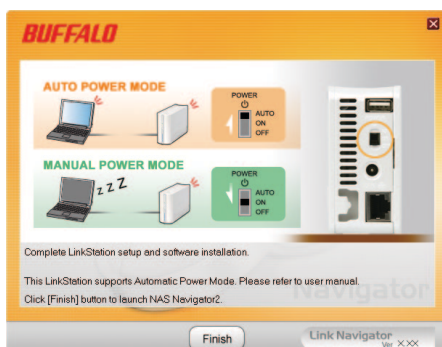 BUFFALO
AUTO POWER MODE
POWER
AUTO
ON
OFF
MANUAL POWER MODE
zzZ
POWER
AUTO
ON
OFF
Complete LinkStation setup and software installation.
This LinkStation supports Automatic Power Mode. Please refer to user manual.
Click [Finish] button to launch NAS Navigator2.
Navigator
Finish
Link Navigator
Ver X.XX